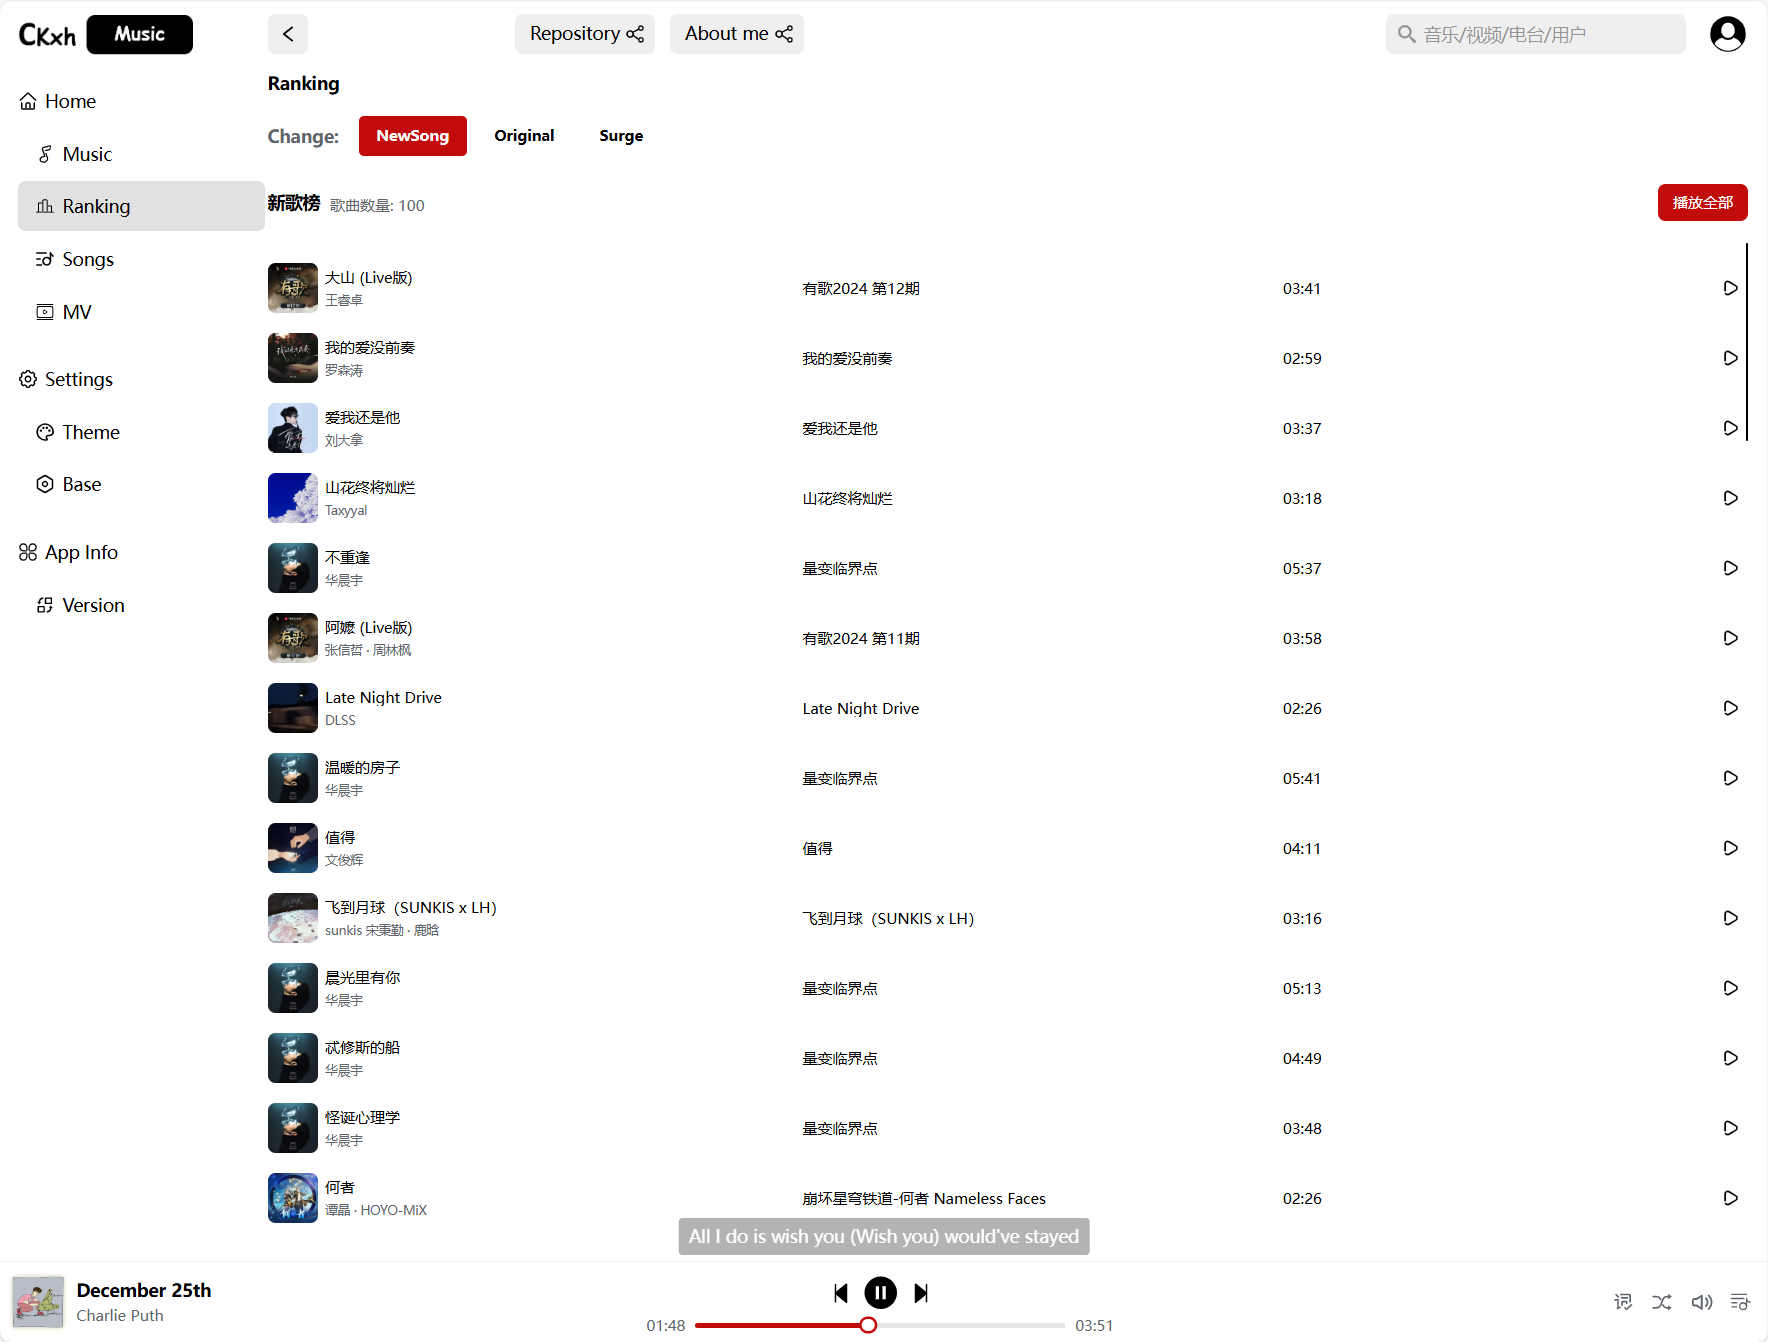 CKxh Music
Repository
About me
音乐/视频/电台/用户
Home
Music
Ranking
Songs
MV
Settings
Theme
Base
App Info
Version
Ranking
Change: NewSong Original Surge
新歌榜 歌曲数量: 100
播放全部
大山 (Live版)
王睿卓
有歌2024 第12期
03:41
我的爱没前奏
罗森涛
我的爱没前奏
02:59
爱我还是他
刘大拿
爱我还是他
03:37
山花终将灿烂
Taxyyal
山花终将灿烂
03:18
不重逢
华晨宇
量变临界点
05:37
阿嬷 (Live版)
张信哲 · 周林枫
有歌2024 第11期
03:58
Late Night Drive
DLSS
Late Night Drive
02:26
温暖的房子
华晨宇
量变临界点
05:41
值得
文俊辉
值得
04:11
飞到月球（SUNKIS x LH）
sunkis 宋秉勤 · 鹿晗
飞到月球（SUNKIS x LH）
03:16
晨光里有你
华晨宇
量变临界点
05:13
忒修斯的船
华晨宇
量变临界点
04:49
怪诞心理学
华晨宇
量变临界点
03:48
何者
谭晶 · HOYO-MiX
崩坏星穹铁道-何者 Nameless Faces
02:26
All I do is wish you (Wish you) would've stayed
December 25th
Charlie Puth
01:48
03:51
词